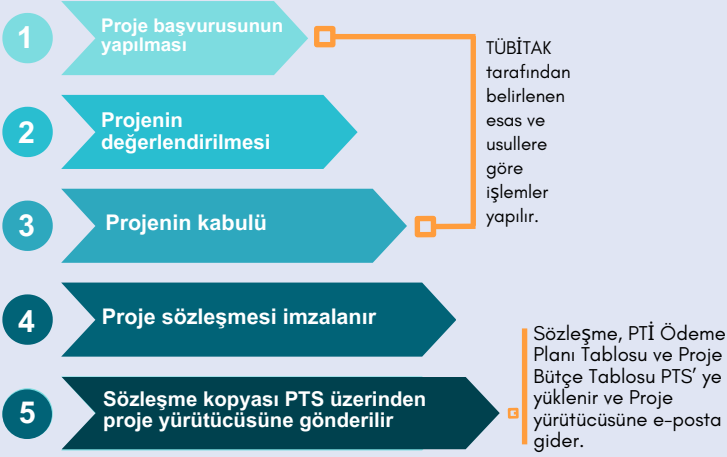 1
Proje başvurusunun
yapılması
2
Projenin
değerlendirilmesi
3
Projenin kabulü
TÜBİTAK
tarafından
belirlenen
esas ve
usullere
göre
işlemler
yapılır.
4
Proje sözleşmesi imzalanır
5
Sözleşme kopyası PTS üzerinden
proje yürütücüsüne gönderilir
Sözleşme, PTİ Ödeme
Planı Tablosu ve Proje
Bütçe Tablosu PTS' ye
yüklenir ve Proje
yürütücüsüne e-posta
gider.